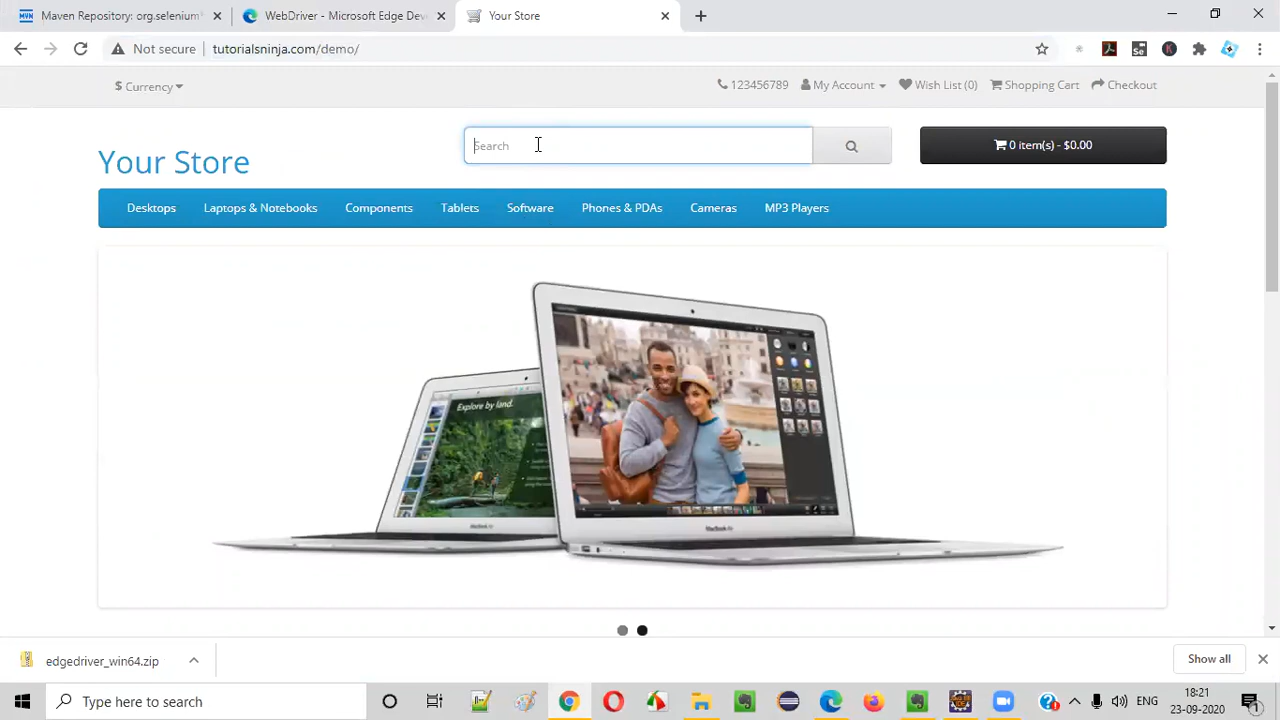 Maven Repository: org.selenium
WebDriver - Microsoft Edge Dev
Your Store
Not secure
tutorialsninja.com/demo/
$ Currency
123456789
My Account
Wish List (0)
Shopping Cart
Checkout
Your Store
Search
0 item(s) - $0.00
Desktops
Laptops & Notebooks
Components
Tablets
Software
Phones & PDAs
Cameras
MP3 Players
Explore by land.
MacBook Air
MacBook Air
edgedriver_win64.zip
Show all
Type here to search
ENG
18:21
23-09-2020